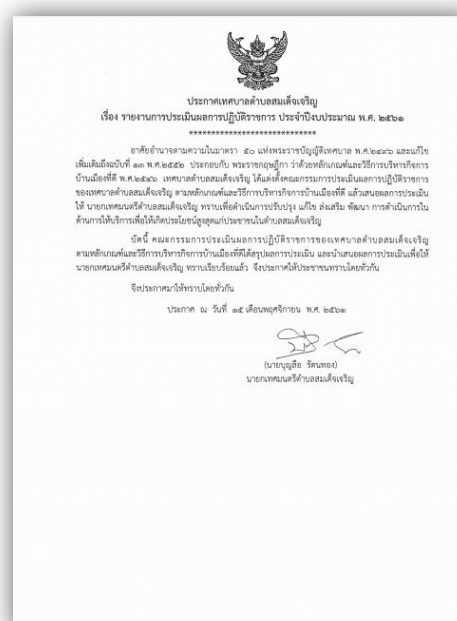 ประกาศเทศบาลตำบลสมเด็จเจริญ
เรื่อง รายงานการประเมินผลการปฏิบัติราชการ ประจำปีงบประมาณ พ.ศ. ๒๕๖๑
******************************
อาศัยอำนาจตามความในมาตรา ๕๐ แห่งพระราชบัญญัติเทศบาล พ.ศ.๒๔๙๖ และแก้ไข
เพิ่มเติมถึงฉบับที่ ๑๓ พ.ศ.๒๕๕๒ ประกอบกับ พระราชกฤษฎีกา ว่าด้วยหลักเกณฑ์และวิธีการบริหารกิจการ
บ้านเมืองที่ดี พ.ศ.๒๕๔๖ เทศบาลตำบลสมเด็จเจริญ ได้แต่งตั้งคณะกรรมการประเมินผลการปฏิบัติราชการ
ของเทศบาลตำบลสมเด็จเจริญ ตามหลักเกณฑ์และวิธีการบริหารกิจการบ้านเมืองที่ดี แล้วเสนอผลการประเมิน
ให้ นายกเทศมนตรีตำบลสมเด็จเจริญ ทราบเพื่อดำเนินการปรับปรุง แก้ไข ส่งเสริม พัฒนา การดำเนินการใน
ด้านการให้บริการเพื่อให้เกิดประโยชน์สูงสุดแก่ประชาชนในตำบลสมเด็จเจริญ
บัดนี้ คณะกรรมการประเมินผลการปฏิบัติราชการของเทศบาลตำบลสมเด็จเจริญ
ตามหลักเกณฑ์และวิธีการบริหารกิจการบ้านเมืองที่ดีได้สรุปผลการประเมิน และนำเสนอผลการประเมินเพื่อให้
นายกเทศมนตรีตำบลสมเด็จเจริญ ทราบเรียบร้อยแล้ว จึงประกาศให้ประชาชนทราบโดยทั่วกัน
จึงประกาศมาให้ทราบโดยทั่วกัน
ประกาศ ณ วันที่ ๑๕ เดือนพฤศจิกายน พ.ศ. ๒๕๖๑
(นายบุญลือ รัตนทอง)
นายกเทศมนตรีตำบลสมเด็จเจริญ